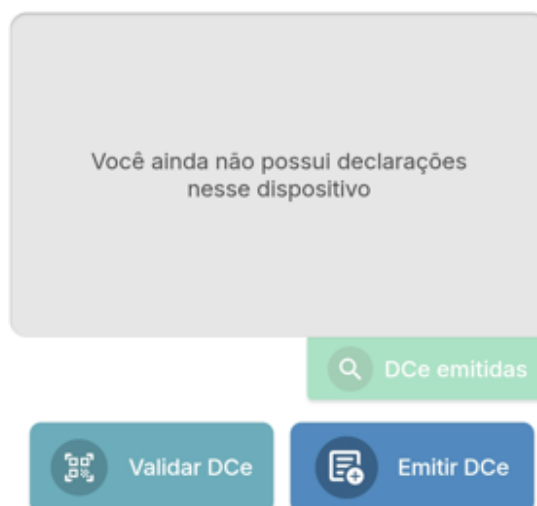 Você ainda não possui declarações
nesse dispositivo
DCe emitidas
Validar DCe
Emitir DCe